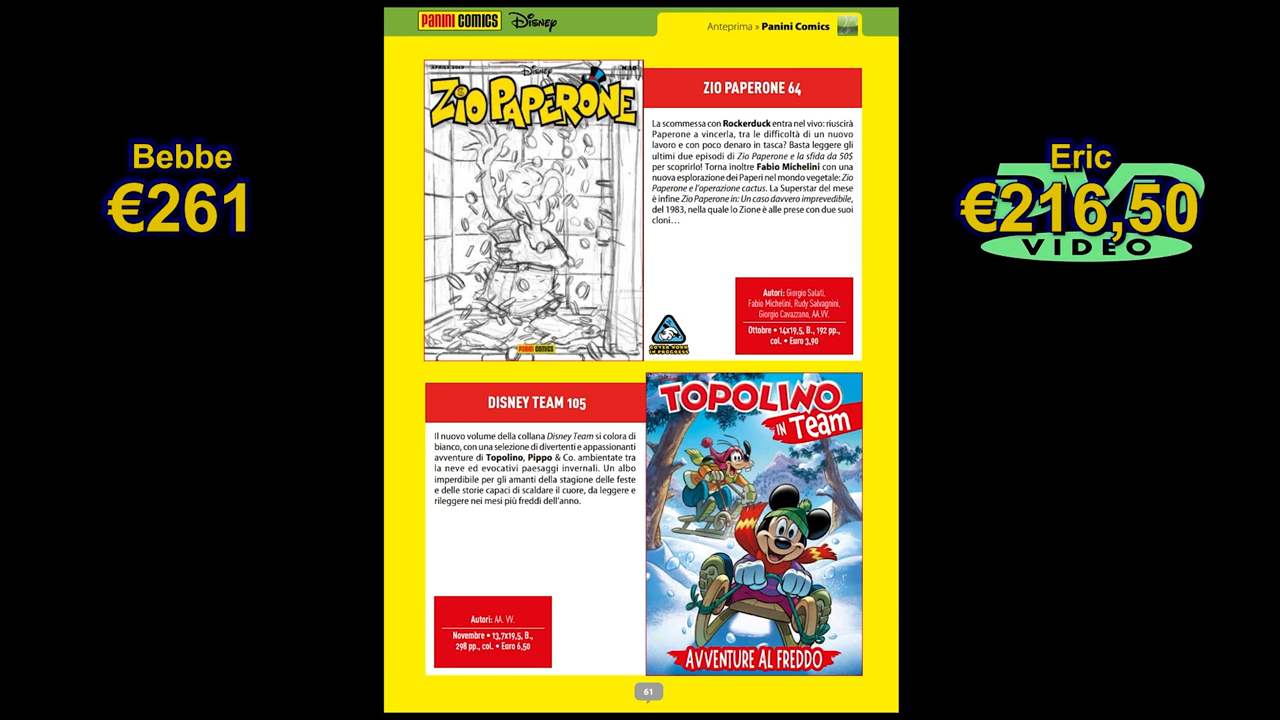 PANINI COMICS Disney
Anteprima » Panini Comics
Bebbe
€261
Eric
€216,50
VIDEO
Disney
ZIO PAPERONE
PANINI COMICS
COVER WORK
IN PROGRESS
ZIO PAPERONE 64
La scommessa con Rockerduck entra nel vivo: riuscirà
Paperone a vincerla, tra le difficoltà di un nuovo
lavoro e con poco denaro in tasca? Basta leggere gli
ultimi due episodi di Zio Paperone e la sfida da 50$
per scoprirlo! Torna inoltre Fabio Michelini con una
nuova esplorazione dei Paperi nel mondo vegetale: Zio
Paperone e l'operazione cactus. La Superstar del mese
è infine Zio Paperone in: Un caso davvero imprevedibile,
del 1983, nella quale lo Zione è alle prese con due suoi
cloni…
Autori: Giorgio Salati,
Fabio Michelini, Rudy Salvagnini,
Giorgio Cavazzano, AA.VV.
Ottobre • 14x19,5, B., 192 pp.,
col. • Euro 3,90
DISNEY TEAM 105
Il nuovo volume della collana Disney Team si colora di
bianco, con una selezione di divertenti e appassionanti
avventure di Topolino, Pippo & Co. ambientate tra
la neve ed evocativi paesaggi invernali. Un albo
imperdibile per gli amanti della stagione delle feste
e delle storie capaci di scaldare il cuore, da leggere e
rileggere nei mesi più freddi dell'anno.
Autori: AA. VV.
Novembre • 13,7x19,5, B.,
298 pp., col. • Euro 6,50
TOPOLINO
IN Team
AVVENTURE AL FREDDO
61